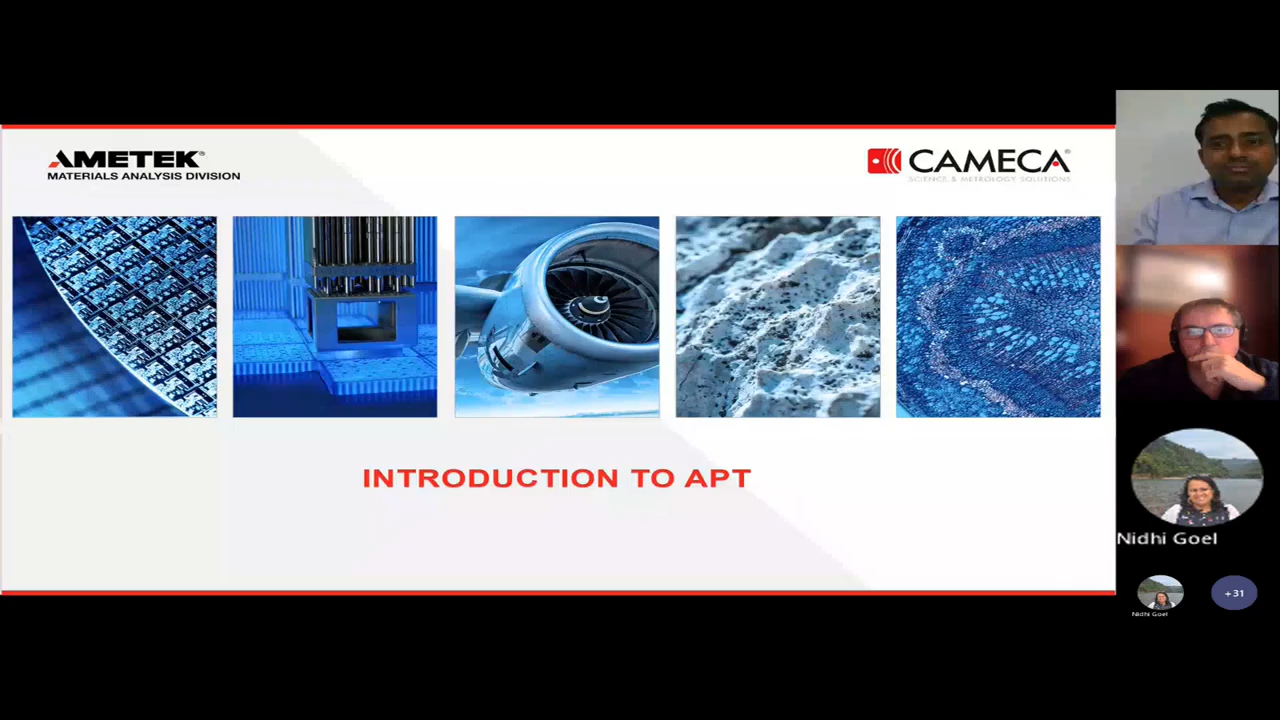 AMETEK®
MATERIALS ANALYSIS DIVISION
CAMECA®
SCIENCE & METROLOGY SOLUTIONS
INTRODUCTION TO APT
Nidhi Goel
Nidhi Goel
+31